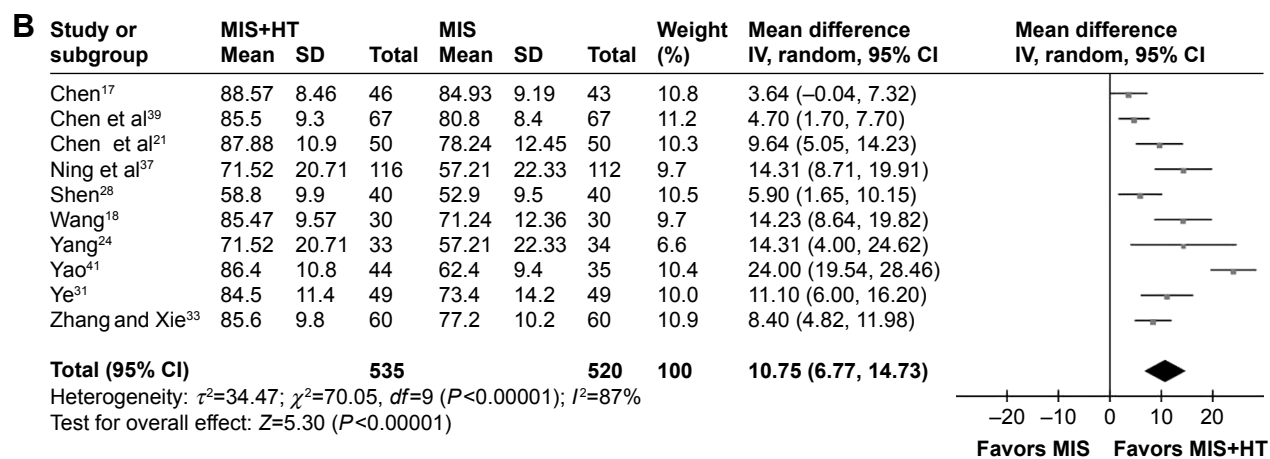 B Study or MIS+HT MIS Weight Mean difference Mean difference
subgroup Mean SD Total Mean SD Total (%) IV, random, 95% CI IV, random, 95% CI
Chen¹⁷ 88.57 8.46 46 84.93 9.19 43 10.8 3.64 (–0.04, 7.32)
Chen et al³⁹ 85.5 9.3 67 80.8 8.4 67 11.2 4.70 (1.70, 7.70)
Chen et al²¹ 87.88 10.9 50 78.24 12.45 50 10.3 9.64 (5.05, 14.23)
Ning et al³⁷ 71.52 20.71 116 57.21 22.33 112 9.7 14.31 (8.71, 19.91)
Shen²⁸ 58.8 9.9 40 52.9 9.5 40 10.5 5.90 (1.65, 10.15)
Wang¹⁸ 85.47 9.57 30 71.24 12.36 30 9.7 14.23 (8.64, 19.82)
Yang²⁴ 71.52 20.71 33 57.21 22.33 34 6.6 14.31 (4.00, 24.62)
Yao⁴¹ 86.4 10.8 44 62.4 9.4 35 10.4 24.00 (19.54, 28.46)
Ye³¹ 84.5 11.4 49 73.4 14.2 49 10.0 11.10 (6.00, 16.20)
Zhang and Xie³³ 85.6 9.8 60 77.2 10.2 60 10.9 8.40 (4.82, 11.98)
Total (95% CI) 535 520 100 10.75 (6.77, 14.73)
Heterogeneity: τ²=34.47; χ²=70.05, df=9 (P<0.00001); I²=87%
Test for overall effect: Z=5.30 (P<0.00001)
–20 –10 0 10 20
Favors MIS Favors MIS+HT